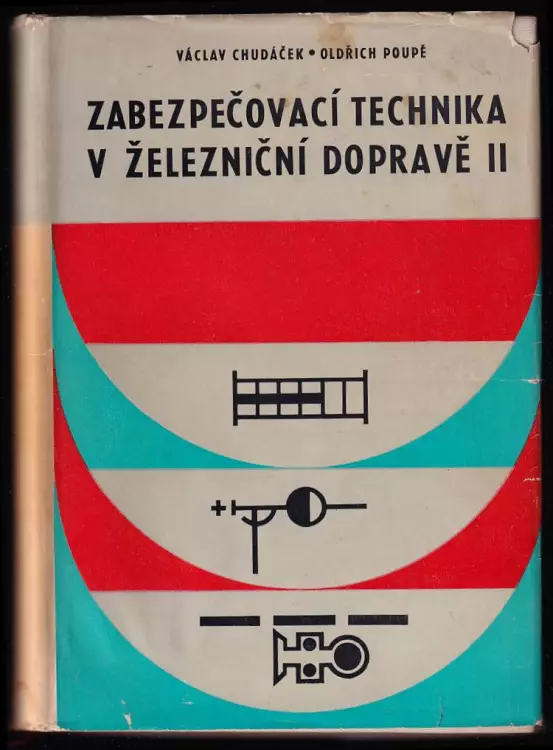 VÁCLAV CHUDÁČEK • OLDŘICH POUPĚ
ZABEZPEČOVACÍ TECHNIKA
V ŽELEZNIČNÍ DOPRAVĚ II